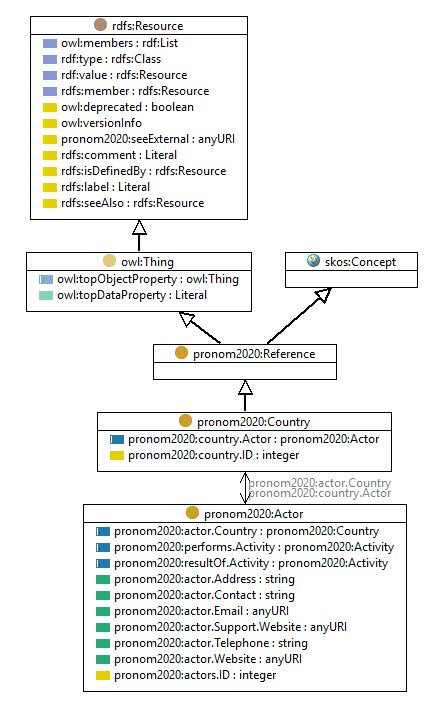 rdfs:Resource
owl:members : rdf:List
rdf:type : rdfs:Class
rdf:value : rdfs:Resource
rdfs:member : rdfs:Resource
owl:deprecated : boolean
owl:versionInfo
pronom2020:seeExternal : anyURI
rdfs:comment : Literal
rdfs:isDefinedBy : rdfs:Resource
rdfs:label : Literal
rdfs:seeAlso : rdfs:Resource
owl:Thing
owl:topObjectProperty : owl:Thing
owl:topDataProperty : Literal
skos:Concept
pronom2020:Reference
pronom2020:Country
pronom2020:country.Actor : pronom2020:Actor
pronom2020:country.ID : integer
pronom2020:actor.Country
pronom2020:country.Actor
pronom2020:Actor
pronom2020:actor.Country : pronom2020:Country
pronom2020:performs.Activity : pronom2020:Activity
pronom2020:resultOf.Activity : pronom2020:Activity
pronom2020:actor.Address : string
pronom2020:actor.Contact : string
pronom2020:actor.Email : anyURI
pronom2020:actor.Support.Website : anyURI
pronom2020:actor.Telephone : string
pronom2020:actor.Website : anyURI
pronom2020:actors.ID : integer